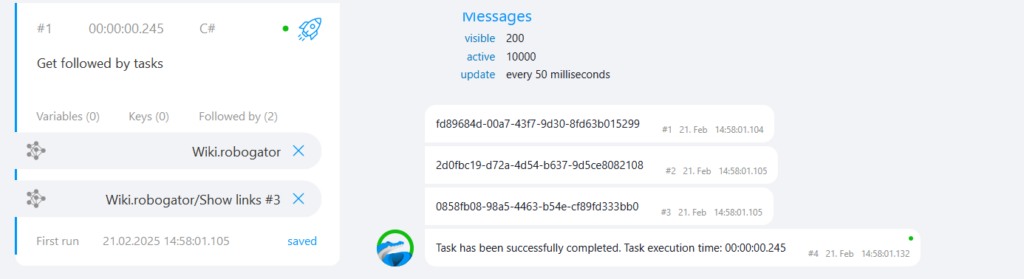 #1 00:00:00.245 C#
Get followed by tasks
Variables (0) Keys (0) Followed by (2)
Wiki.robogator
Wiki.robogator/Show links #3
First run 21.02.2025 14:58:01.105 saved
Messages
visible 200
active 10000
update every 50 milliseconds
fd89684d-00a7-43f7-9d30-8fd63b015299 #1 21. Feb 14:58:01.104
2d0fbc19-d72a-4d54-b637-9d5ce8082108 #2 21. Feb 14:58:01.105
0858fb08-98a5-4463-b54e-cf89fd333bb0 #3 21. Feb 14:58:01.105
Task has been successfully completed. Task execution time: 00:00:00.245 #4 21. Feb 14:58:01.132